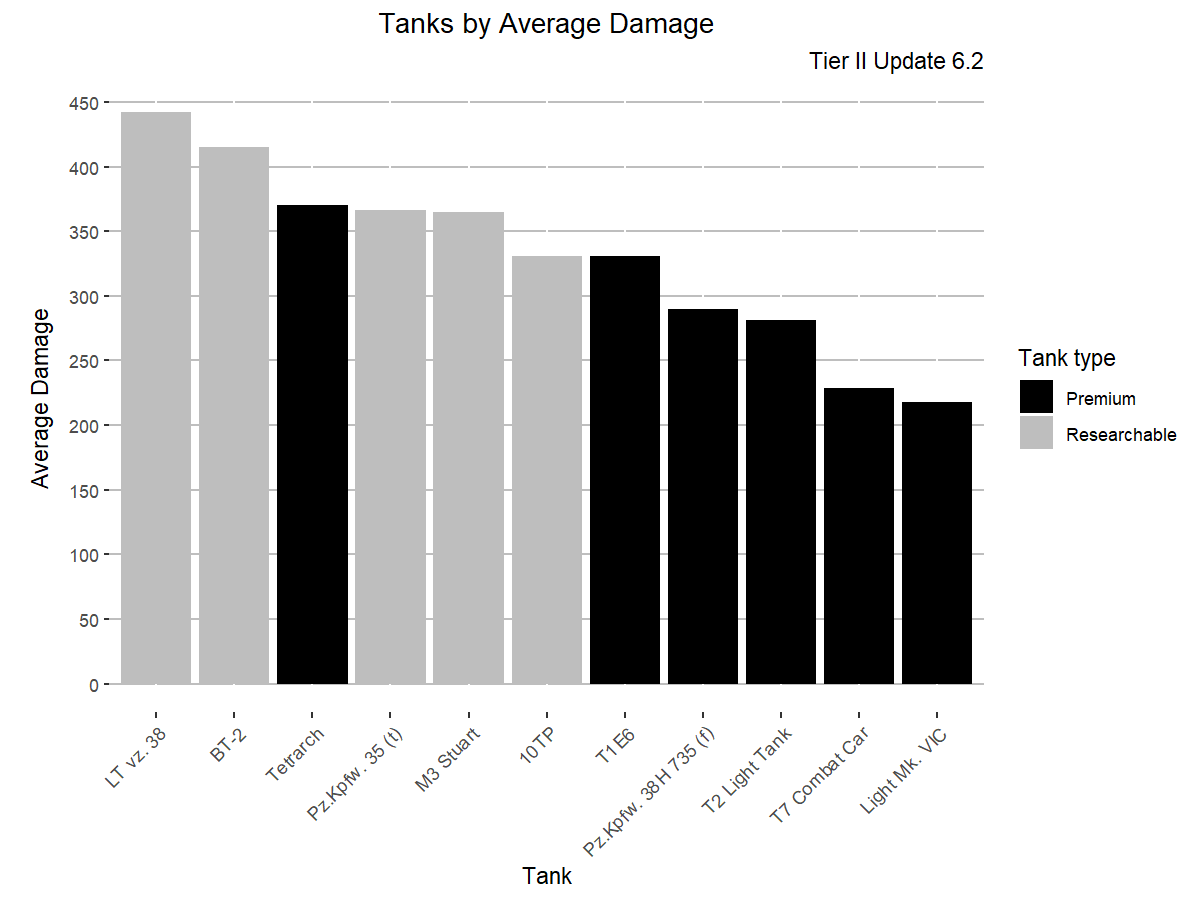 Tanks by Average Damage
Tier II Update 6.2
Average Damage
450
400
350
300
250
200
150
100
50
0
LT vz. 38
BT-2
Tetrarch
Pz.Kpfw. 35 (t)
M3 Stuart
10TP
T1E6
Pz.Kpfw. 38H 735 (f)
T2 Light Tank
T7 Combat Car
Light Mk. VIC
Tank
Tank type
Premium
Researchable